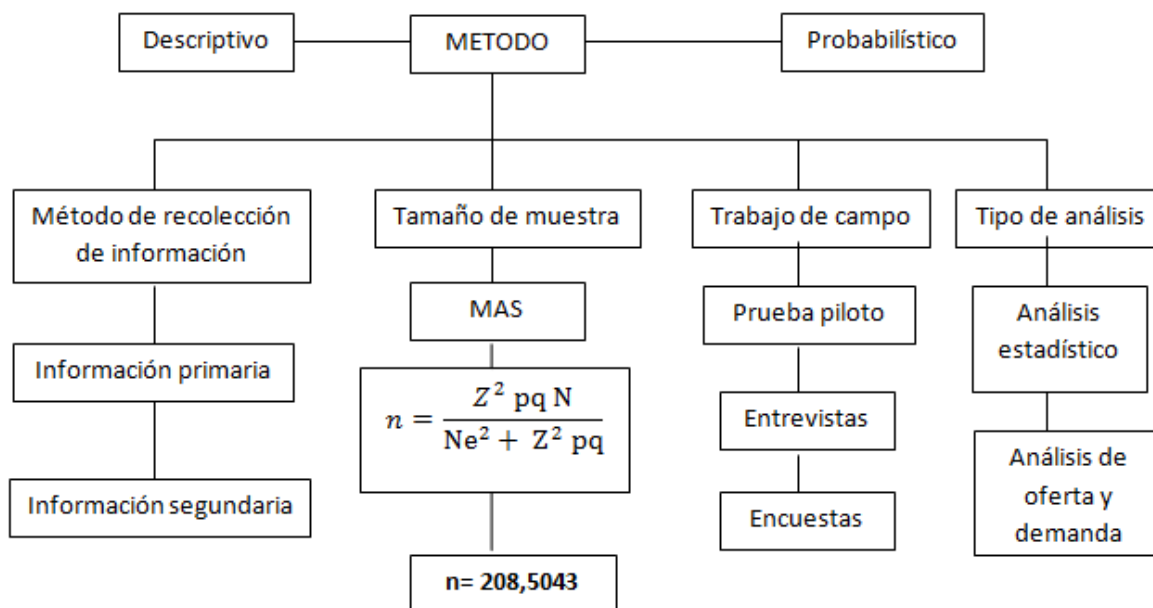 Descriptivo
METODO
Probabilístico
Método de recolección
de información
Información primaria
Información segundaria
Tamaño de muestra
MAS
n = Z² pq N / Ne² + Z² pq
n= 208,5043
Trabajo de campo
Prueba piloto
Entrevistas
Encuestas
Tipo de análisis
Análisis
estadístico
Análisis de
oferta y
demanda